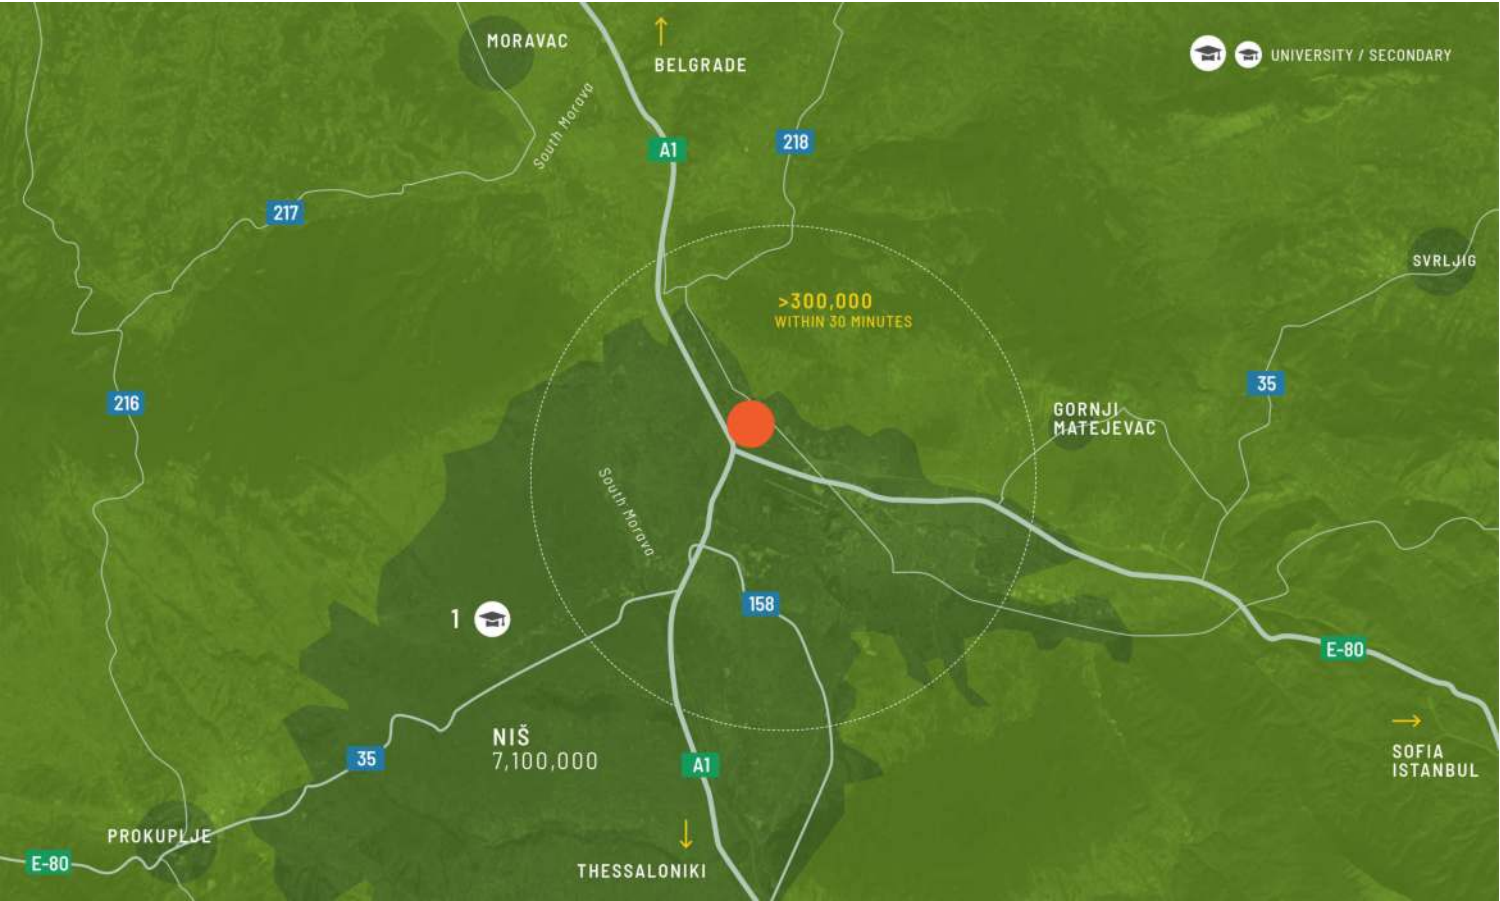 MORAVAC
BELGRADE
UNIVERSITY / SECONDARY
South Morava
A1
218
217
SVRLJIG
>300,000
WITHIN 30 MINUTES
35
216
GORNJI
MATEJEVAC
South Morava
158
1
E-80
NIŠ
7,100,000
35
A1
SOFIA
ISTANBUL
PROKUPLJE
E-80
THESSALONIKI